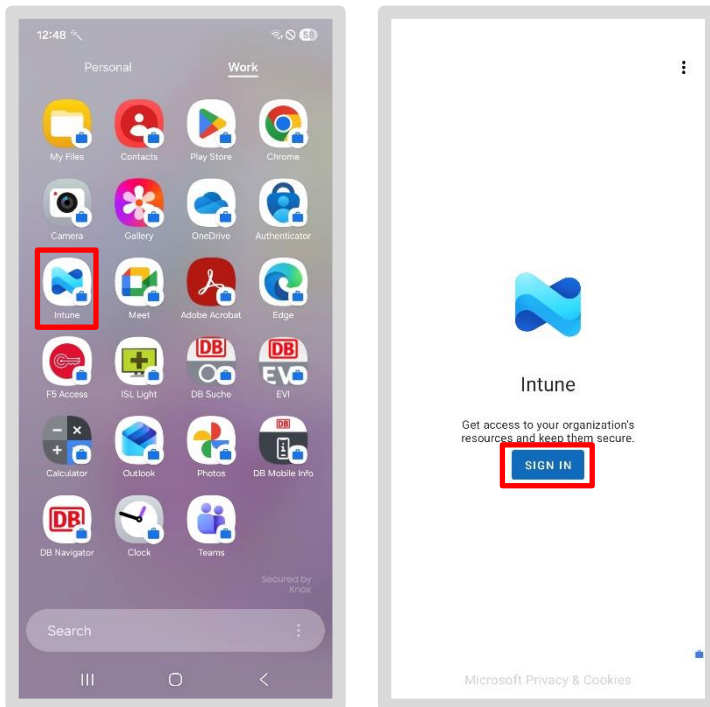 12:48
58
Personal Work
My Files Contacts Play Store Chrome
Camera Gallery OneDrive Authenticator
Intune Meet Adobe Acrobat Edge
DB DB
EVI
F5 Access ISL Light DB Suche EVI
DB
Calculator Outlook Photos DB Mobile Info
DB
DB Navigator Clock Teams
Secured by
Knox
Search
Intune
Get access to your organization's
resources and keep them secure.
SIGN IN
Microsoft Privacy & Cookies